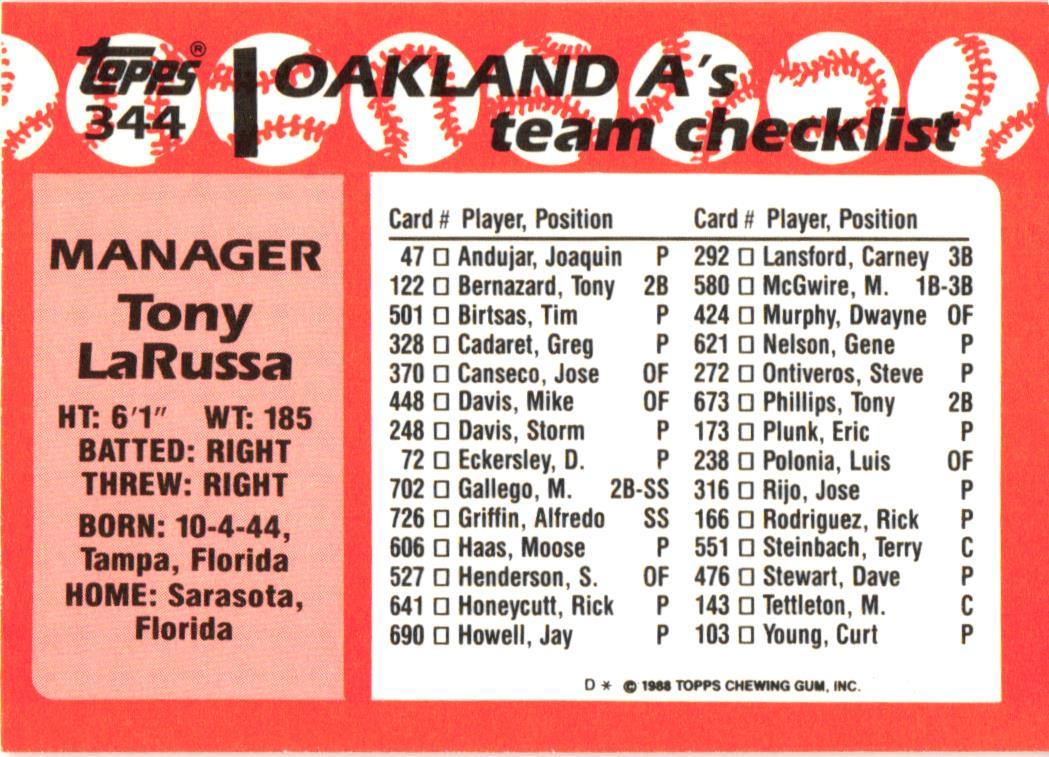 topps®
344
OAKLAND A's
team checklist
MANAGER
Tony
LaRussa
HT: 6'1" WT: 185
BATTED: RIGHT
THREW: RIGHT
BORN: 10-4-44,
Tampa, Florida
HOME: Sarasota,
Florida
Card # Player, Position
47 □ Andujar, Joaquin P
122 □ Bernazard, Tony 2B
501 □ Birtsas, Tim P
328 □ Cadaret, Greg P
370 □ Canseco, Jose OF
448 □ Davis, Mike OF
248 □ Davis, Storm P
72 □ Eckersley, D. P
702 □ Gallego, M. 2B-SS
726 □ Griffin, Alfredo SS
606 □ Haas, Moose P
527 □ Henderson, S. OF
641 □ Honeycutt, Rick P
690 □ Howell, Jay P
Card # Player, Position
292 □ Lansford, Carney 3B
580 □ McGwire, M. 1B-3B
424 □ Murphy, Dwayne OF
621 □ Nelson, Gene P
272 □ Ontiveros, Steve P
673 □ Phillips, Tony 2B
173 □ Plunk, Eric P
238 □ Polonia, Luis OF
316 □ Rijo, Jose P
166 □ Rodriguez, Rick P
551 □ Steinbach, Terry C
476 □ Stewart, Dave P
143 □ Tettleton, M. C
103 □ Young, Curt P
D * © 1988 TOPPS CHEWING GUM, INC.